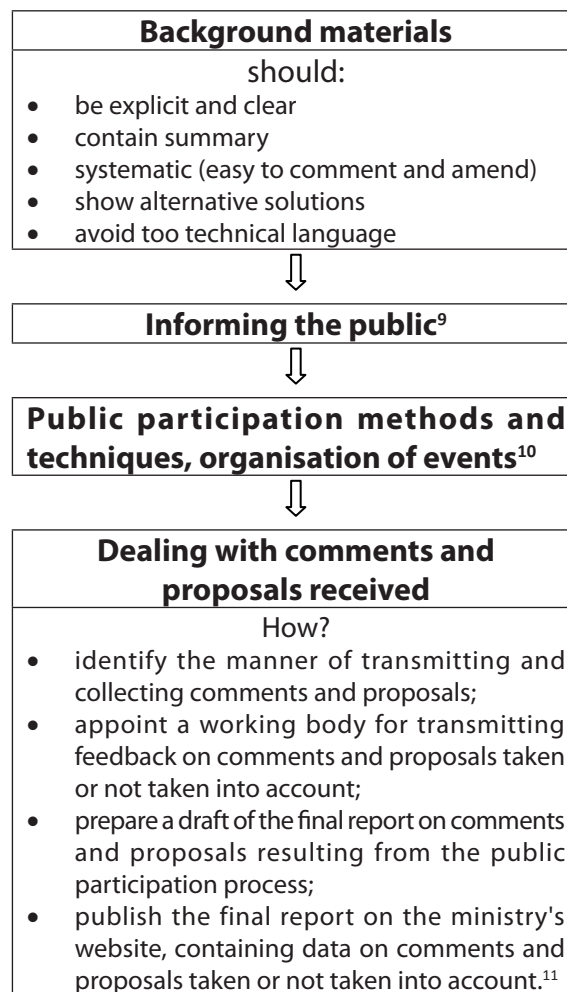 Background materials
should:
• be explicit and clear
• contain summary
• systematic (easy to comment and amend)
• show alternative solutions
• avoid too technical language
Informing the public⁹
Public participation methods and
techniques, organisation of events¹⁰
Dealing with comments and
proposals received
How?
• identify the manner of transmitting and
collecting comments and proposals;
• appoint a working body for transmitting
feedback on comments and proposals taken
or not taken into account;
• prepare a draft of the final report on comments
and proposals resulting from the public
participation process;
• publish the final report on the ministry's
website, containing data on comments and
proposals taken or not taken into account.¹¹